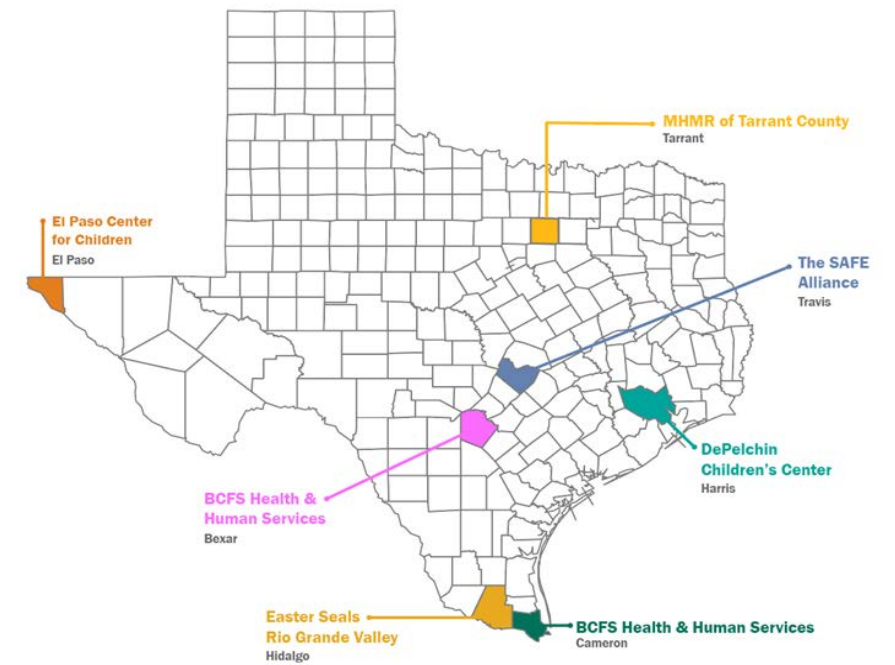 MHMR of Tarrant County
Tarrant
El Paso Center
for Children
El Paso
The SAFE
Alliance
Travis
DePelchin
Children's Center
Harris
BCFS Health &
Human Services
Bexar
Easter Seals
Rio Grande Valley
Hidalgo
BCFS Health & Human Services
Cameron